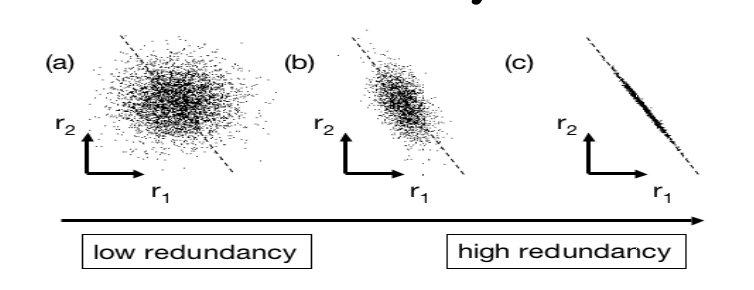 (a)
(b)
(c)
r2
r1
r2
r1
r2
r1
low redundancy
high redundancy